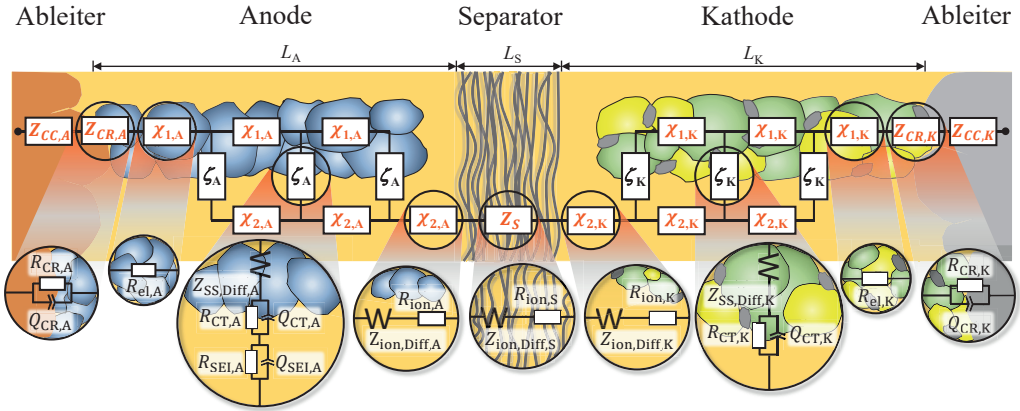 Ableiter Anode Separator Kathode Ableiter
L_A L_S L_K
Z_CC,A Z_CR,A χ_1,A χ_1,A χ_1,A χ_1,K χ_1,K χ_1,K Z_CR,K Z_CC,K
ζ_A ζ_A ζ_A ζ_K ζ_K ζ_K
χ_2,A χ_2,A χ_2,A Z_S χ_2,K χ_2,K χ_2,K
R_CR,A
Q_CR,A
R_el,A
Z_SS,Diff,A
R_CT,A Q_CT,A
R_SEI,A Q_SEI,A
R_ion,A
Z_ion,Diff,A
R_ion,S
Z_ion,Diff,S
R_ion,K
Z_ion,Diff,K
Z_SS,Diff,K
R_CT,K Q_CT,K
R_el,K
R_CR,K
Q_CR,K